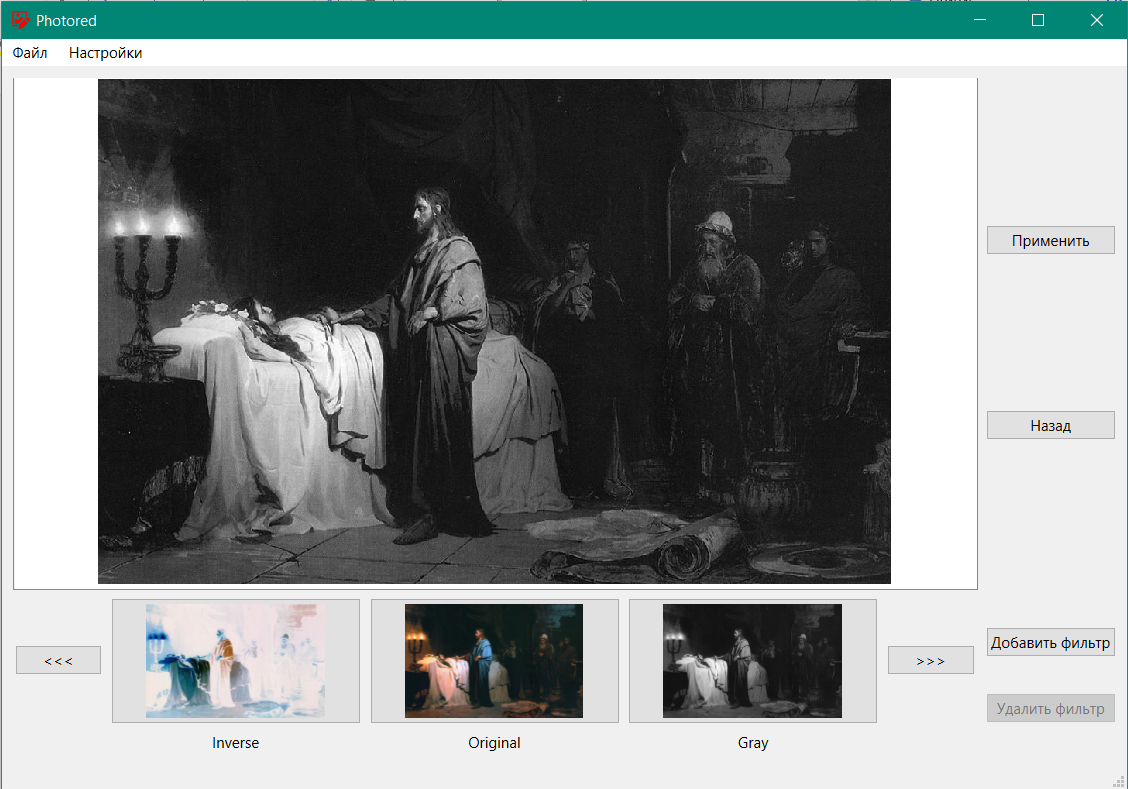 Photored
Файл Настройки
Применить
Назад
<<<
>>>
Добавить фильтр
Удалить фильтр
Inverse
Original
Gray